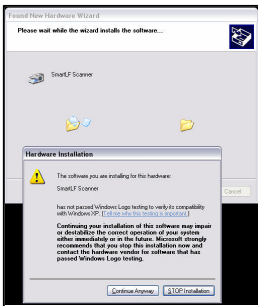 Found New Hardware Wizard
Please wait while the wizard installs the software...
SmartLF Scanner
Hardware Installation
The software you are installing for this hardware:
SmartLF Scanner
has not passed Windows Logo testing to verify its compatibility
with Windows XP. (Tell me why this testing is important.)
Continuing your installation of this software may impair
or destabilize the correct operation of your system
either immediately or in the future. Microsoft strongly
recommends that you stop this installation now and
contact the hardware vendor for software that has
passed Windows Logo testing.
Continue Anyway
STOP Installation
Cancel